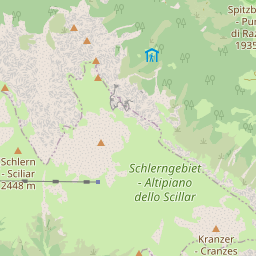 Spitzb
- Pun
di Raz
1935
Schlern
- Sciliar
2448 m
Schlerngebiet
- Altipiano
dello Scillar
Kranzer
- Cranzes